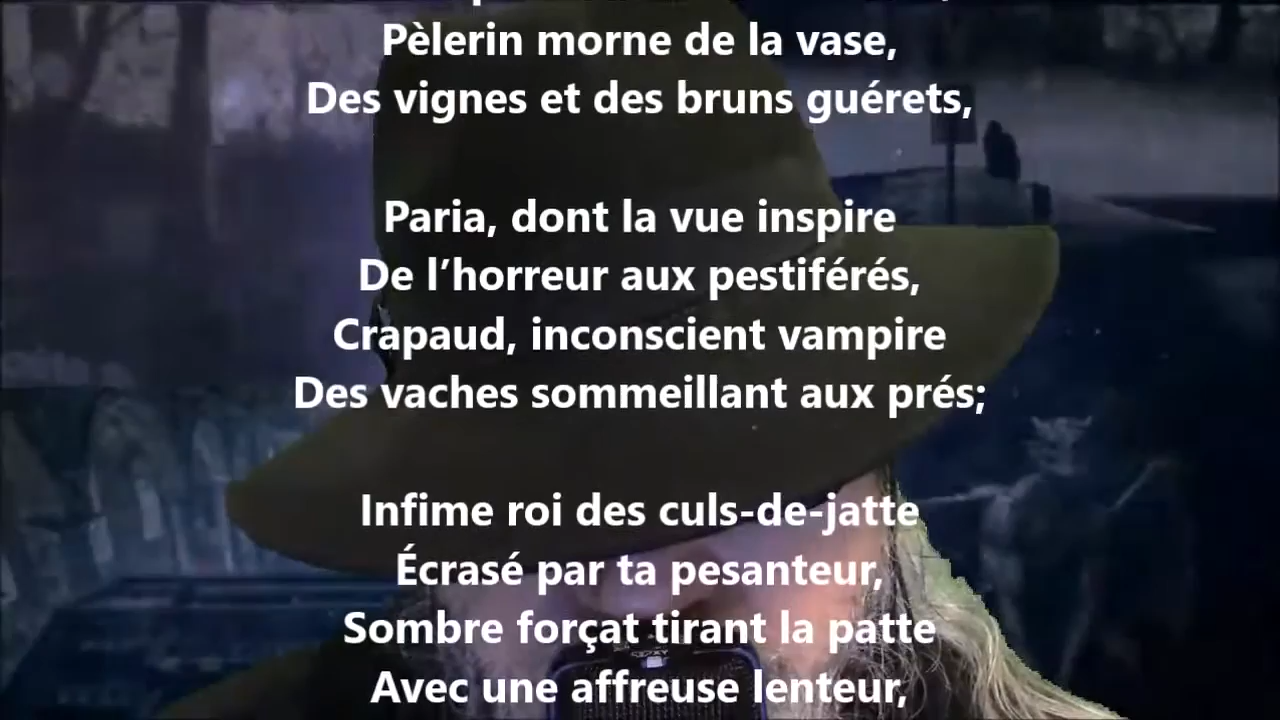 Pèlerin morne de la vase,
Des vignes et des bruns guérets,
Paria, dont la vue inspire
De l’horreur aux pestiférés,
Crapaud, inconscient vampire
Des vaches sommeillant aux prés;
Infime roi des culs-de-jatte
Écrasé par ta pesanteur,
Sombre forçat tirant la patte
Avec une affreuse lenteur,